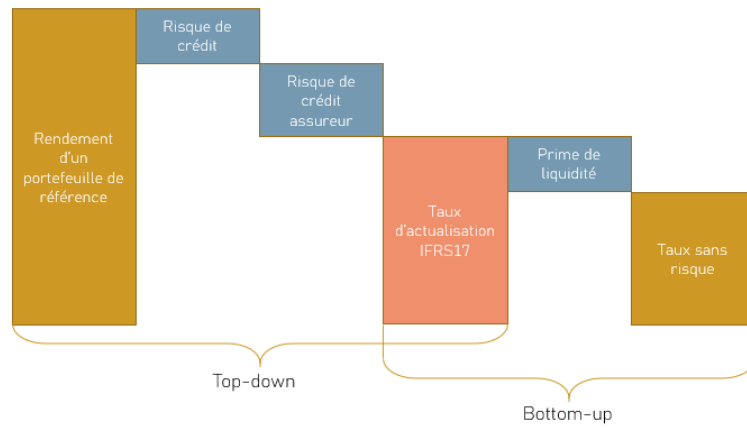 Risque de
crédit
Risque de
crédit
assureur
Rendement
d'un
portefeuille de
référence
Prime de
liquidité
Taux
d'actualisation
IFRS17
Taux sans
risque
Top-down
Bottom-up